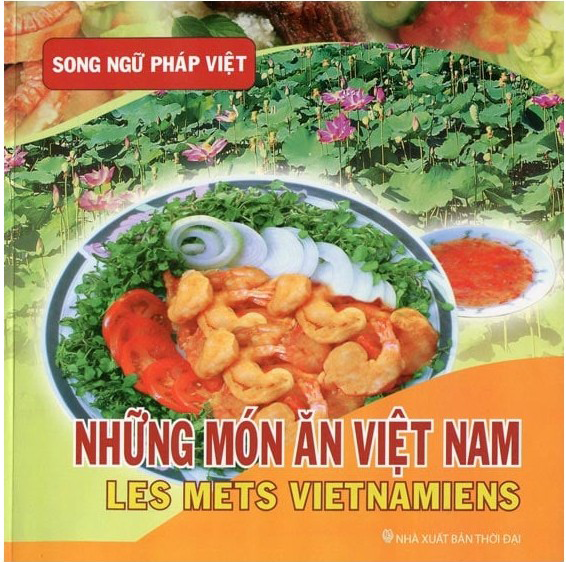 SONG NGỮ PHÁP VIỆT
NHỮNG MÓN ĂN VIỆT NAM
LES METS VIETNAMIENS
NHÀ XUẤT BẢN THỜI ĐẠI